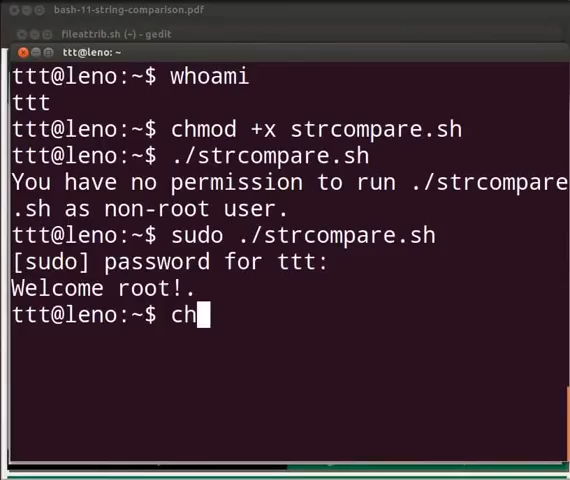 bash-11-string-comparison.pdf
fileattrib.sh (~) - gedit
ttt@leno: ~
ttt@leno:~$ whoami
ttt
ttt@leno:~$ chmod +x strcompare.sh
ttt@leno:~$ ./strcompare.sh
You have no permission to run ./strcompare
.sh as non-root user.
ttt@leno:~$ sudo ./strcompare.sh
[sudo] password for ttt:
Welcome root!.
ttt@leno:~$ ch